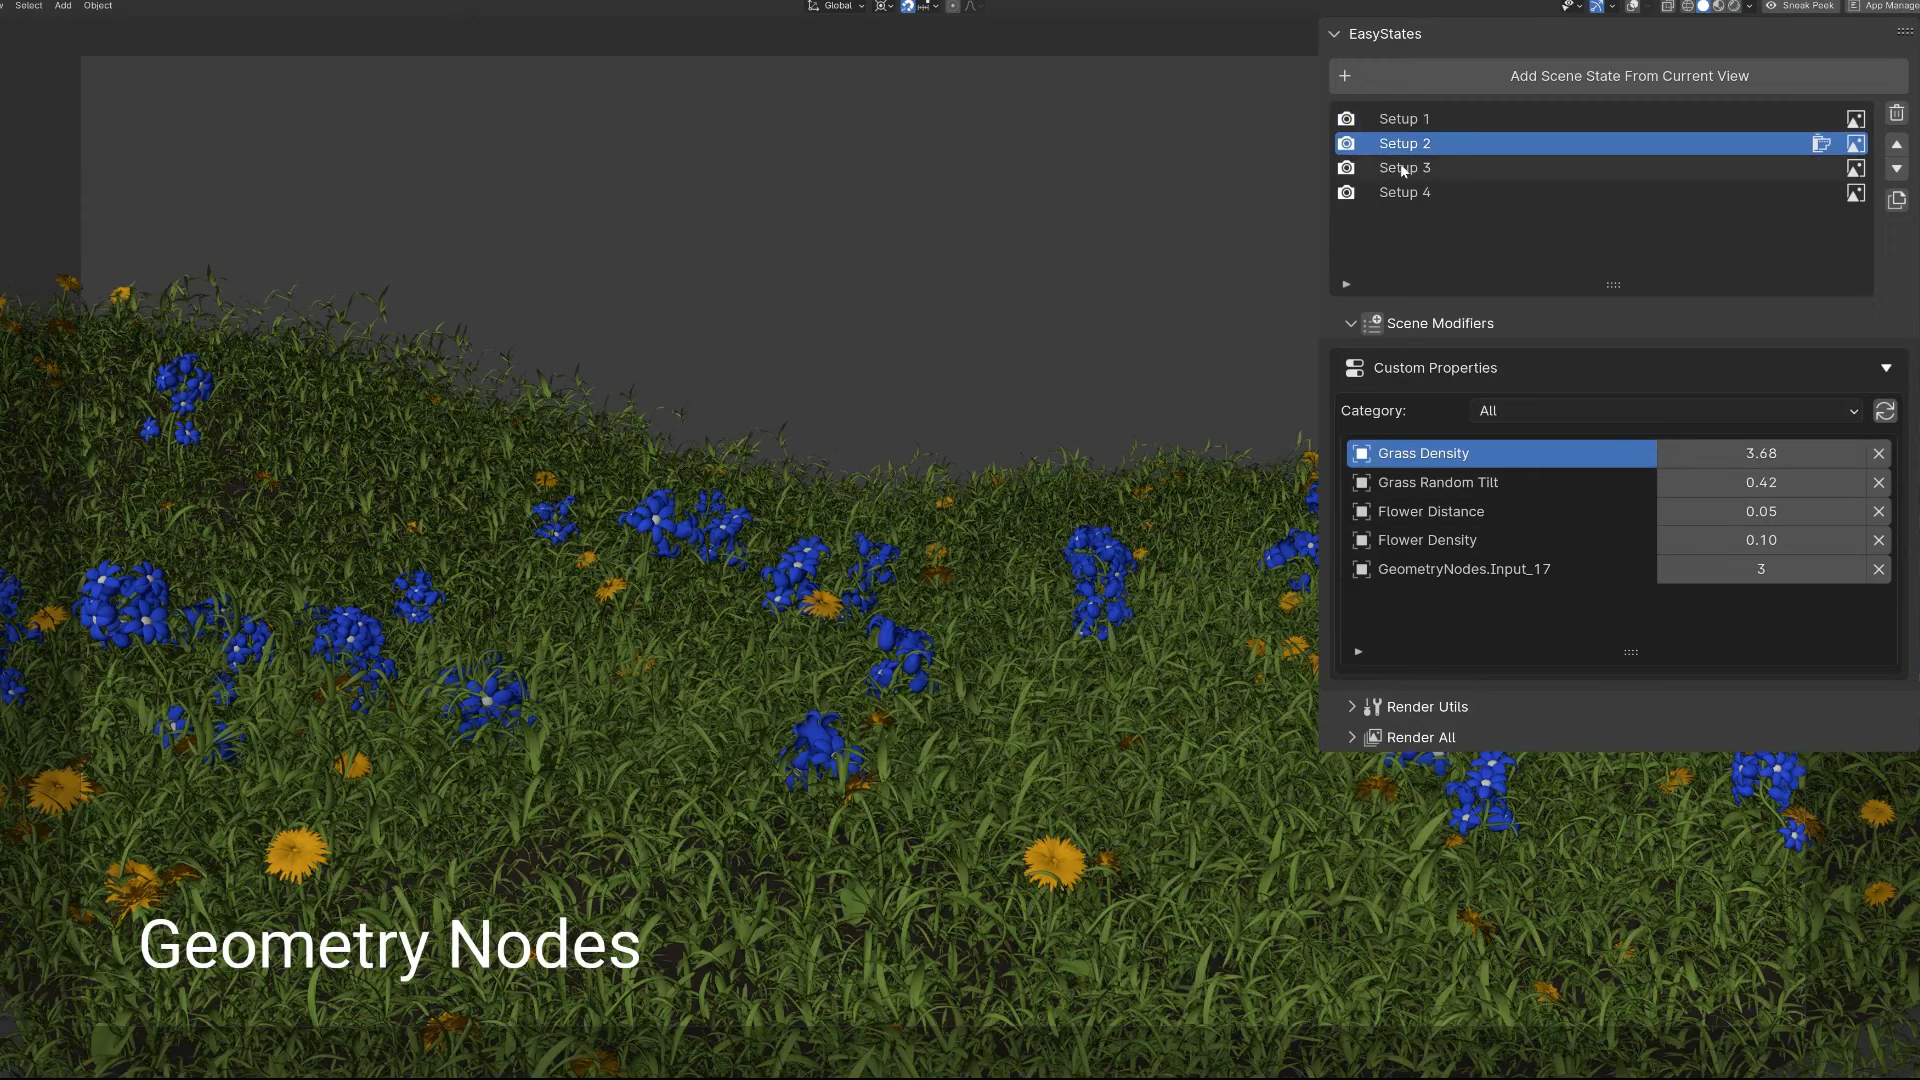 Select Add Object Global Sneak Peek App Manage
EasyStates
Add Scene State From Current View
Setup 1
Setup 2
Setup 3
Setup 4
Scene Modifiers
Custom Properties
Category: All
Grass Density 3.68
Grass Random Tilt 0.42
Flower Distance 0.05
Flower Density 0.10
GeometryNodes.Input_17 3
Render Utils
Render All
Geometry Nodes